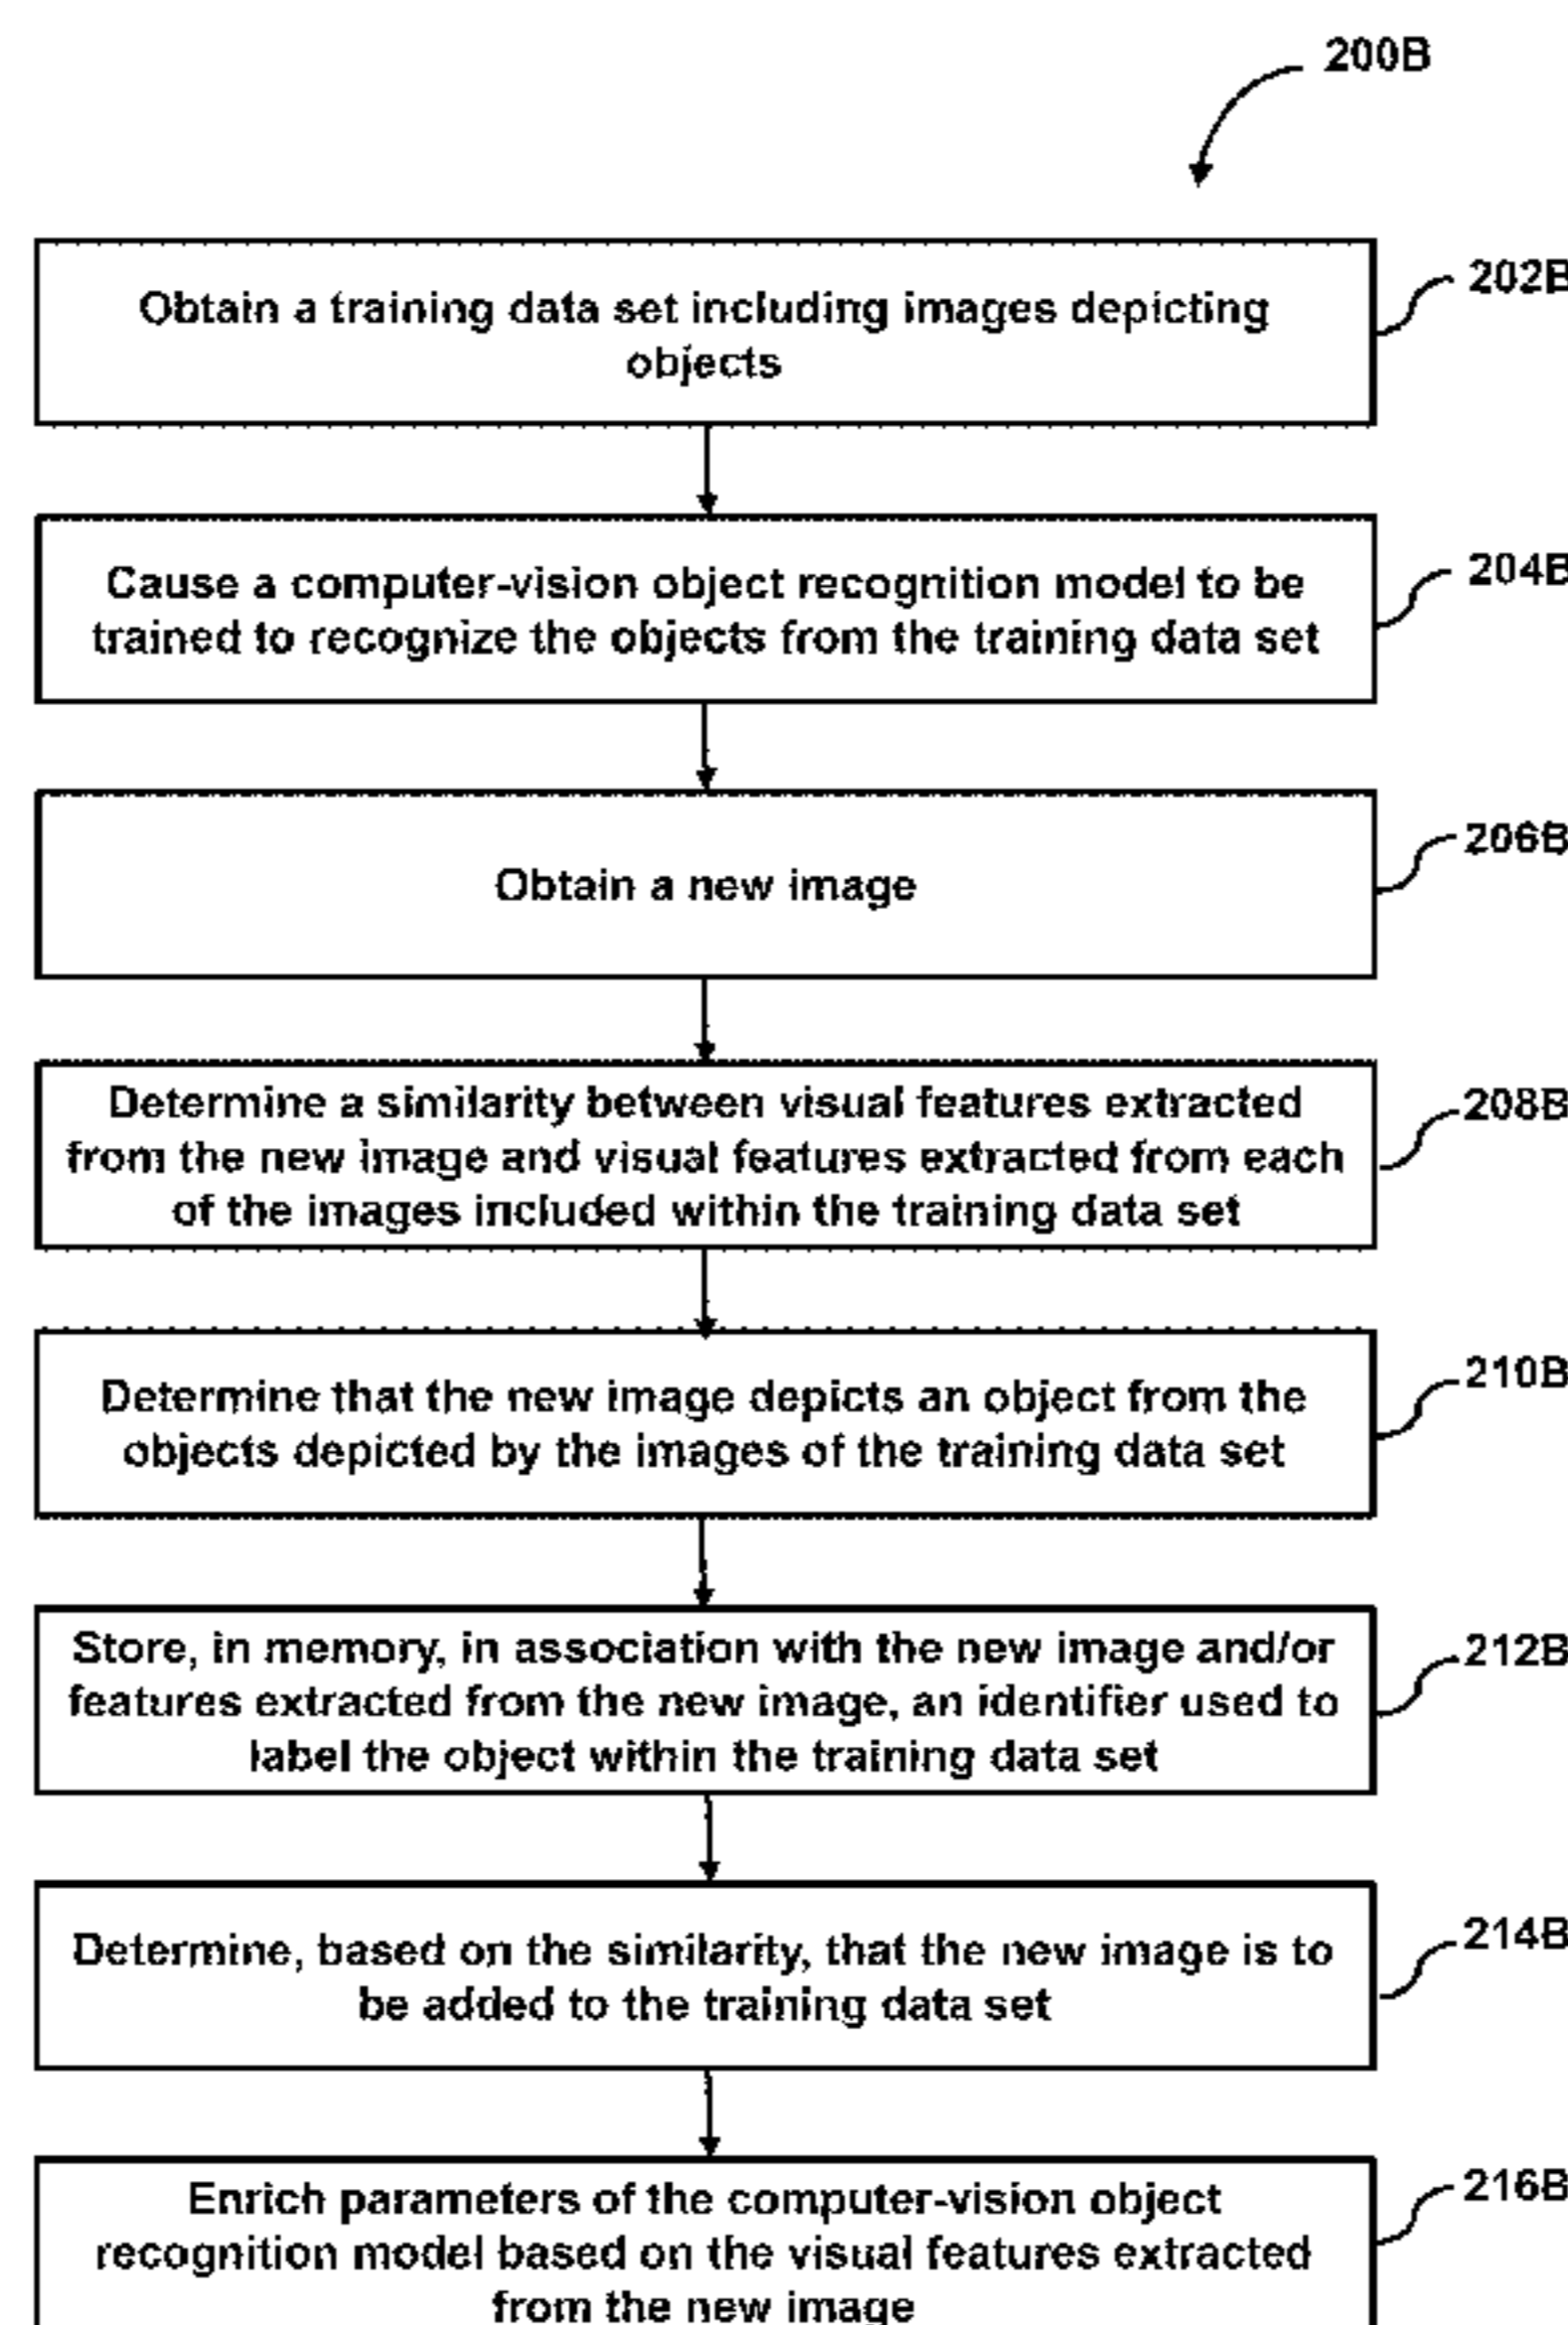 200B
Obtain a training data set including images depicting
objects
202B
Cause a computer-vision object recognition model to be
trained to recognize the objects from the training data set
204B
Obtain a new image
206B
Determine a similarity between visual features extracted
from the new image and visual features extracted from each
of the images included within the training data set
208B
Determine that the new image depicts an object from the
objects depicted by the images of the training data set
210B
Store, in memory, in association with the new image and/or
features extracted from the new image, an identifier used to
label the object within the training data set
212B
Determine, based on the similarity, that the new image is to
be added to the training data set
214B
Enrich parameters of the computer-vision object
recognition model based on the visual features extracted
from the new image
216B